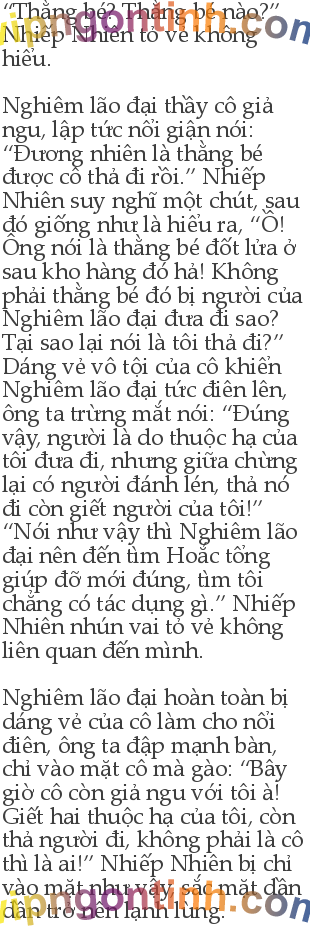 “Thằng bé? Thằng bé nào?”
Nhiếp Nhiên tỏ vẻ không
hiểu.
Nghiêm lão đại thầy cô giả
ngu, lập tức nổi giận nói:
“Đương nhiên là thằng bé
được cô thả đi rồi.” Nhiếp
Nhiên suy nghĩ một chút, sau
đó giống như là hiểu ra, “Ồ!
Ông nói là thằng bé đốt lửa ở
sau kho hàng đó hả! Không
phải thằng bé đó bị người của
Nghiêm lão đại đưa đi sao?
Tại sao lại nói là tôi thả đi?”
Dáng vẻ vô tội của cô khiến
Nghiêm lão đại tức điên lên,
ông ta trừng mắt nói: “Đúng
vậy, người là do thuộc hạ của
tôi đưa đi, nhưng giữa chừng
lại có người đánh lén, thả nó
đi còn giết người của tôi!”
“Nói như vậy thì Nghiêm lão
đại nên đến tìm Hoắc tổng
giúp đỡ mới đúng, tìm tôi
chẳng có tác dụng gì.” Nhiếp
Nhiên nhún vai tỏ vẻ không
liên quan đến mình.
Nghiêm lão đại hoàn toàn bị
dáng vẻ của cô làm cho nổi
điên, ông ta đập mạnh bàn,
chỉ vào mặt cô mà gào: “Bây
giờ cô còn giả ngu với tôi à!
Giết hai thuộc hạ của tôi, còn
thả người đi, không phải là cô
thì là ai!” Nhiếp Nhiên bị chỉ
vào mặt như vậy, sắc mặt dần
dần trở nên lạnh lùng.
vipngontinh.com
vipngontinh.com